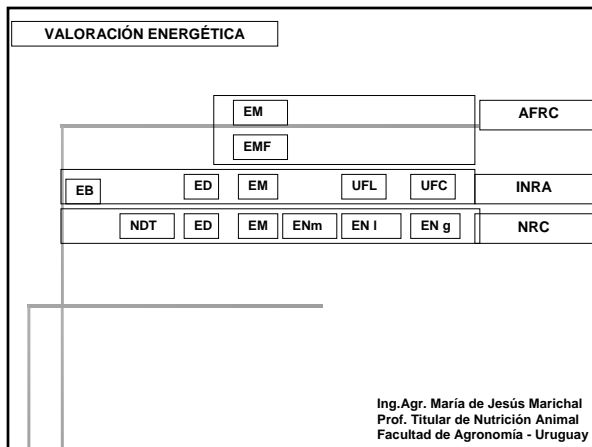 VALORACIÓN ENERGÉTICA
EM
AFRC
EMF
EB ED EM UFL UFC INRA
NDT ED EM ENm EN l EN g NRC
Ing.Agr. María de Jesús Marichal
Prof. Titular de Nutrición Animal
Facultad de Agronomía - Uruguay